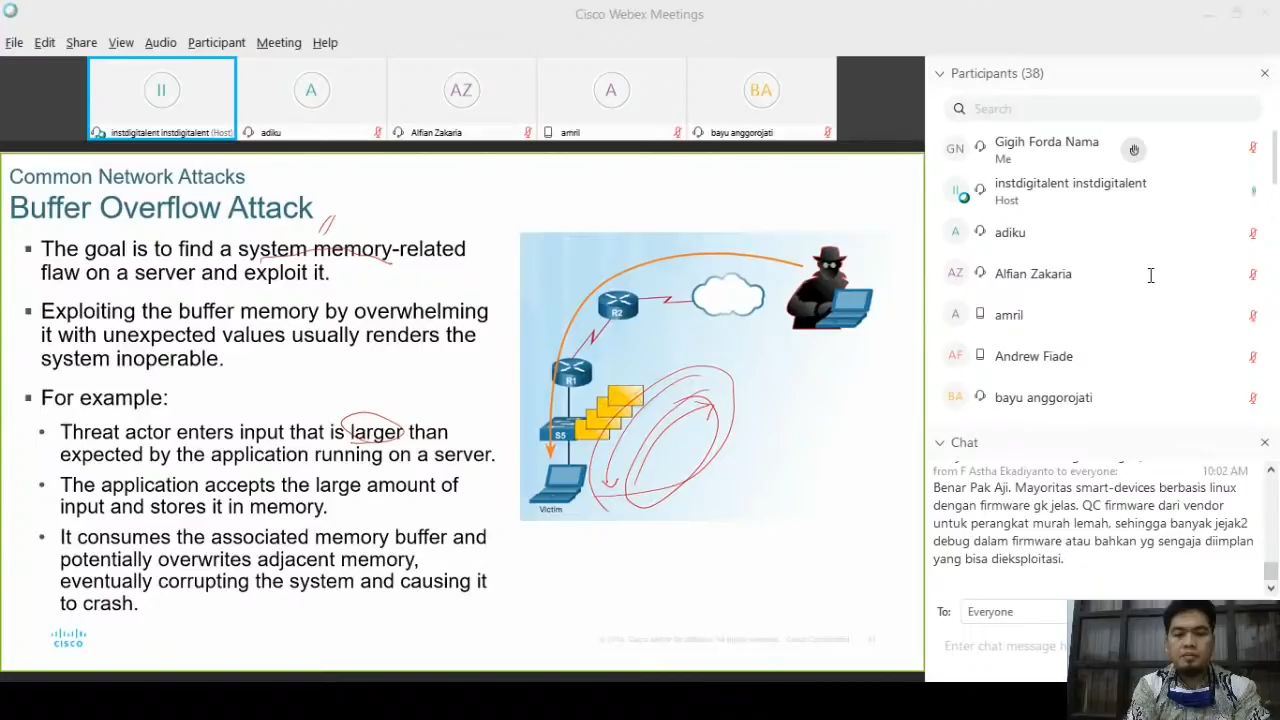 Cisco Webex Meetings
File Edit Share View Audio Participant Meeting Help
II A AZ A BA
instdigitalent instdigitalent (Host) adiku Alfian Zakaria amril bayu anggorojati
Common Network Attacks
Buffer Overflow Attack
The goal is to find a system memory-related
flaw on a server and exploit it.
Exploiting the buffer memory by overwhelming
it with unexpected values usually renders the
system inoperable.
For example:
Threat actor enters input that is larger than
expected by the application running on a server.
The application accepts the large amount of
input and stores it in memory.
It consumes the associated memory buffer and
potentially overwrites adjacent memory,
eventually corrupting the system and causing it
to crash.
CISCO
R2
R1
S5
Victim
Participants (38)
Search
GN Gigih Forda Nama
Me
II instdigitalent instdigitalent
Host
A adiku
AZ Alfian Zakaria
A amril
AF Andrew Fiade
BA bayu anggorojati
Chat
from F Astha Ekadiyanto to everyone: 10:02 AM
Benar Pak Aji. Mayoritas smart-devices berbasis linux
dengan firmware gk jelas. QC firmware dari vendor
untuk perangkat murah lemah, sehingga banyak jejak2
debug dalam firmware atau bahkan yg sengaja diimplan
yang bisa dieksploitasi.
To: Everyone
Enter chat message h